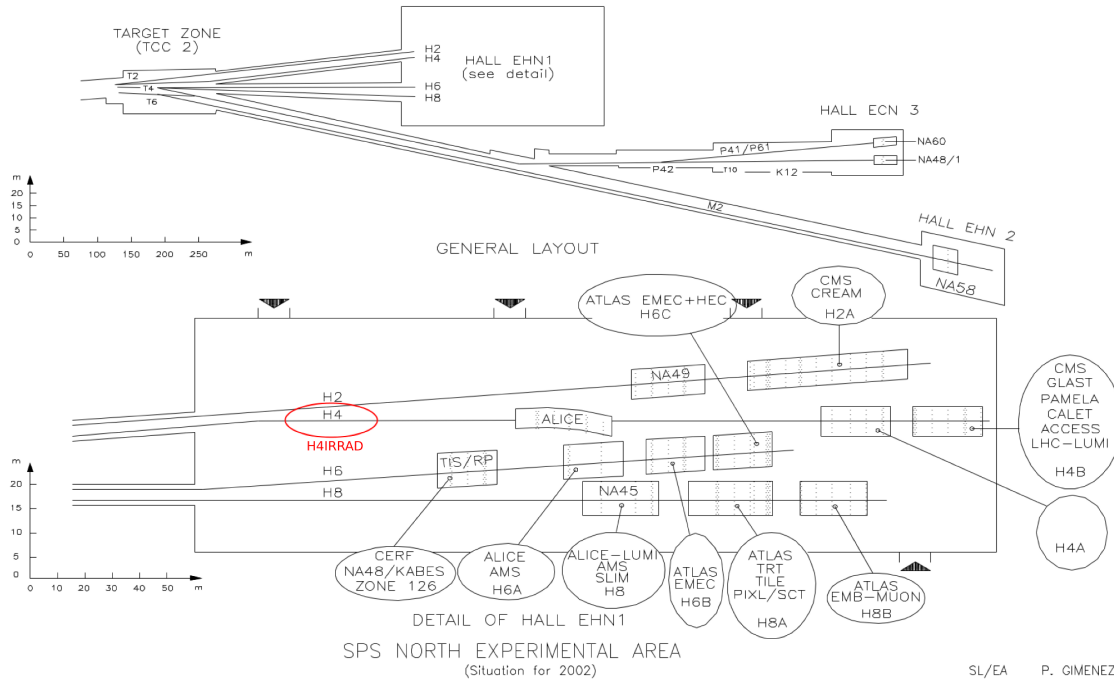 TARGET ZONE
(TCC 2)
T2
T4
T6
H2
H4
H6
H8
HALL EHN1
(see detail)
HALL ECN 3
P41/P61
NA60
NA48/1
P42
T10
K12
M2
HALL EHN 2
NA58
m
20
15
10
5
0
0 50 100 150 200 250
m
GENERAL LAYOUT
ATLAS EMEC+HEC
H6C
CMS
CREAM
H2A
NA49
H2
H4
H4IRRAD
ALICE
CMS
GLAST
PAMELA
CALET
ACCESS
LHC-LUMI
H4B
H6
TIS/RP
H8
NA45
m
20
15
10
5
0
0 10 20 30 40 50 60
m
CERF
NA48/KABES
ZONE 126
ALICE
AMS
H6A
ALICE-LUMI
AMS
SLIM
H8
ATLAS
EMEC
H6B
ATLAS
TRT
TILE
PIXL/SCT
H8A
ATLAS
EMB-MUON
H8B
H4A
DETAIL OF HALL EHN1
SPS NORTH EXPERIMENTAL AREA
(Situation for 2002)
SL/EA P. GIMENEZ